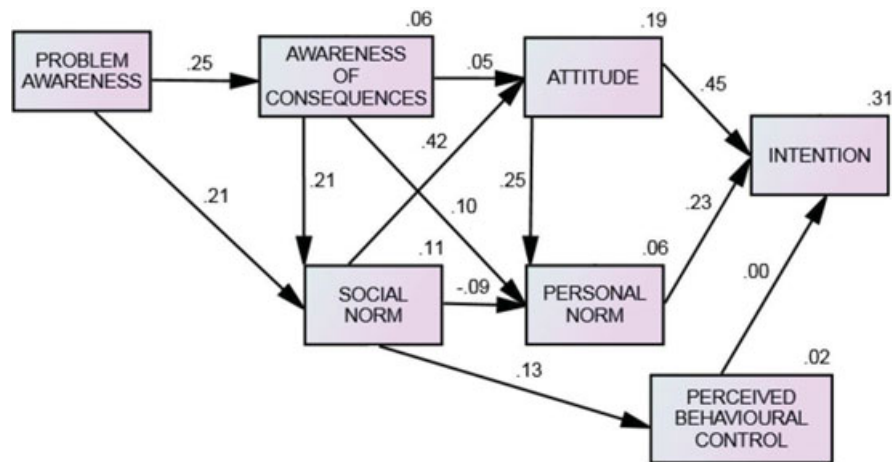 PROBLEM
AWARENESS
.25
.06
AWARENESS
OF
CONSEQUENCES
.05
.19
ATTITUDE
.45
.31
INTENTION
.21
.21
.42
.10
.25
.23
.11
SOCIAL
NORM
-.09
.06
PERSONAL
NORM
.00
.13
.02
PERCEIVED
BEHAVIOURAL
CONTROL